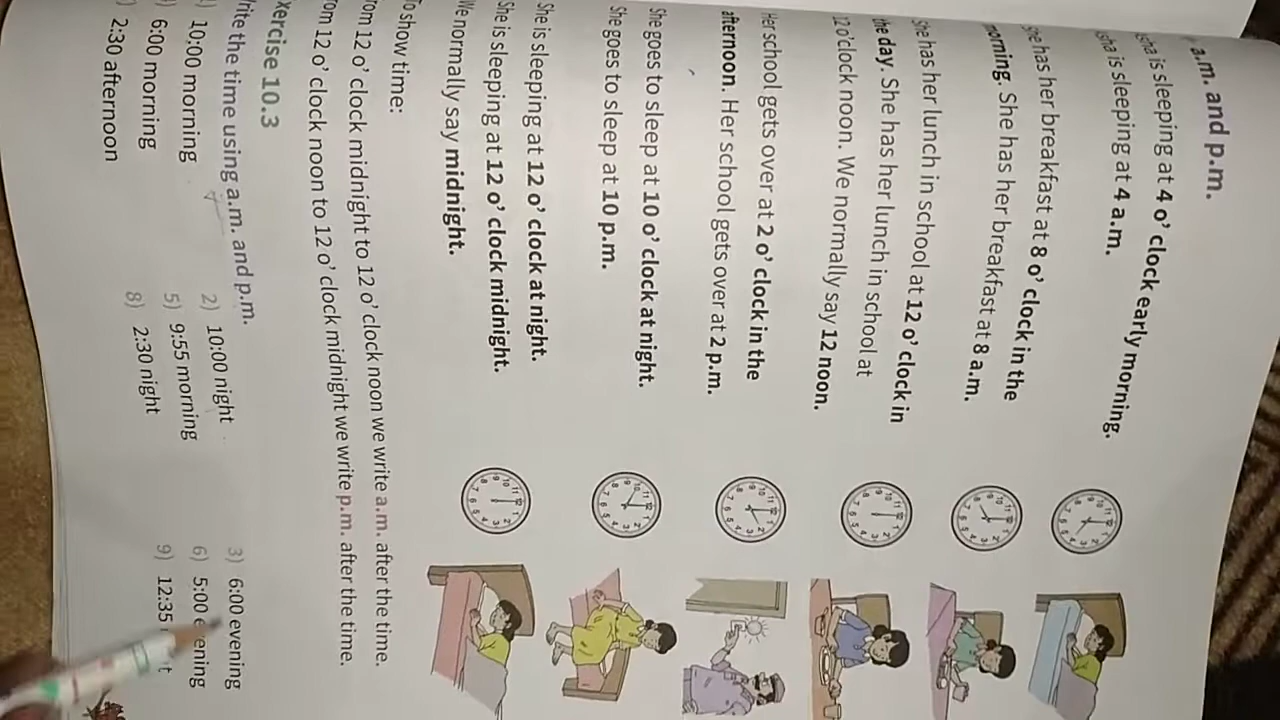 a.m. and p.m.
is sleeping at 4 o' clock early morning.
is sleeping at 4 a.m.
She has her breakfast at 8 o' clock in the
morning. She has her breakfast at 8 a.m.
She has her lunch in school at 12 o' clock in
the day. She has her lunch in school at
12 o'clock noon. We normally say 12 noon.
Her school gets over at 2 o' clock in the
afternoon. Her school gets over at 2 p.m.
She goes to sleep at 10 o' clock at night.
She goes to sleep at 10 p.m.
She is sleeping at 12 o' clock at night.
She is sleeping at 12 o' clock midnight.
We normally say midnight.
To show time:
From 12 o' clock midnight to 12 o' clock noon we write a.m. after the time.
From 12 o' clock noon to 12 o' clock midnight we write p.m. after the time.
xercise 10.3
Write the time using a.m. and p.m.
10:00 morning 2) 10:00 night 3) 6:00 evening
6:00 morning 5) 9:55 morning 6) 5:00 evening
2:30 afternoon 8) 2:30 night 9) 12:35